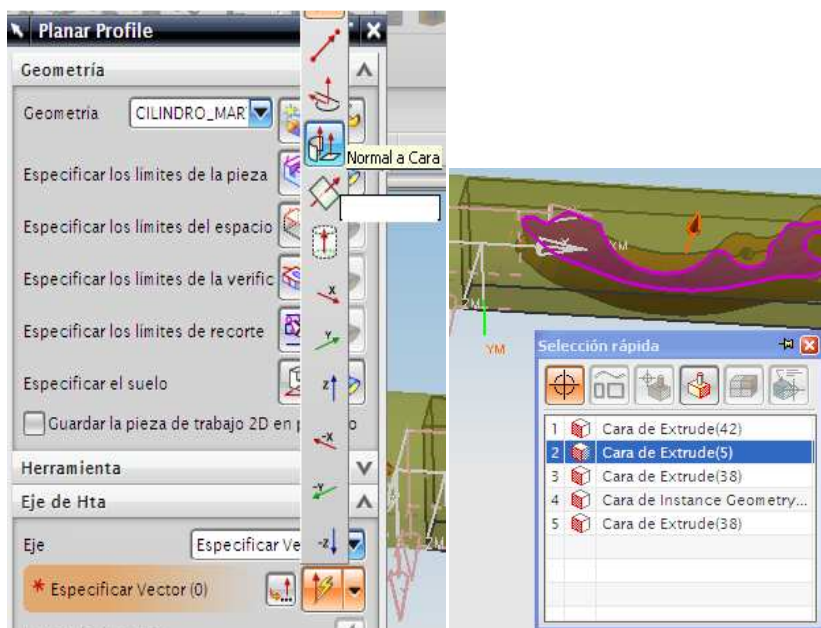 Planar Profile
Geometría
Geometría CILINDRO_MAR
Normal a Cara
Especificar los límites de la pieza
Especificar los límites del espacio
Especificar los límites de la verific
Especificar los límites de recorte
Especificar el suelo
Guardar la pieza de trabajo 2D en p o
Herramienta
Eje de Hta
Eje Especificar Ve
* Especificar Vector (0)
X
Y
Z
-X
-Y
-Z
ZM
X YM
ZM
YM
Selección rápida
1 Cara de Extrude(42)
2 Cara de Extrude(5)
3 Cara de Extrude(38)
4 Cara de Instance Geometry...
5 Cara de Extrude(38)